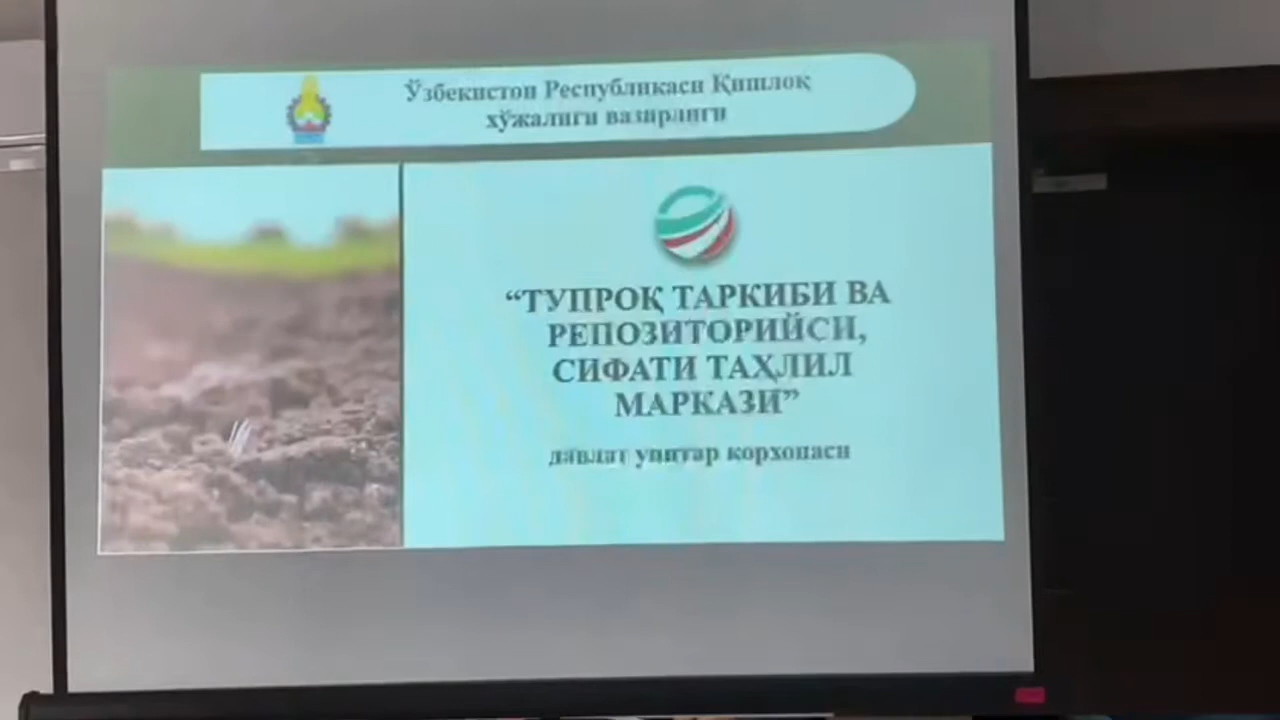 Ўзбекистон Республикаси Қишлоқ
хўжалиги вазирлиги
“ТУПРОҚ ТАРКИБИ ВА
РЕПОЗИТОРИЙСИ,
СИФАТИ ТАҲЛИЛ
МАРКАЗИ”
давлат унитар корхонаси